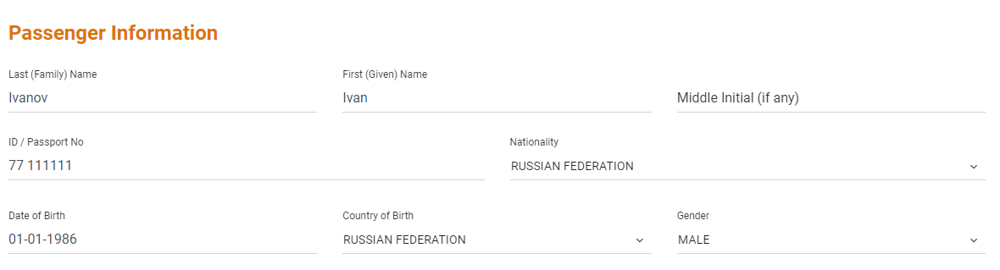 Passenger Information
Last (Family) Name First (Given) Name
Ivanov Ivan Middle Initial (if any)
ID / Passport No Nationality
77 111111 RUSSIAN FEDERATION
Date of Birth Country of Birth Gender
01-01-1986 RUSSIAN FEDERATION MALE